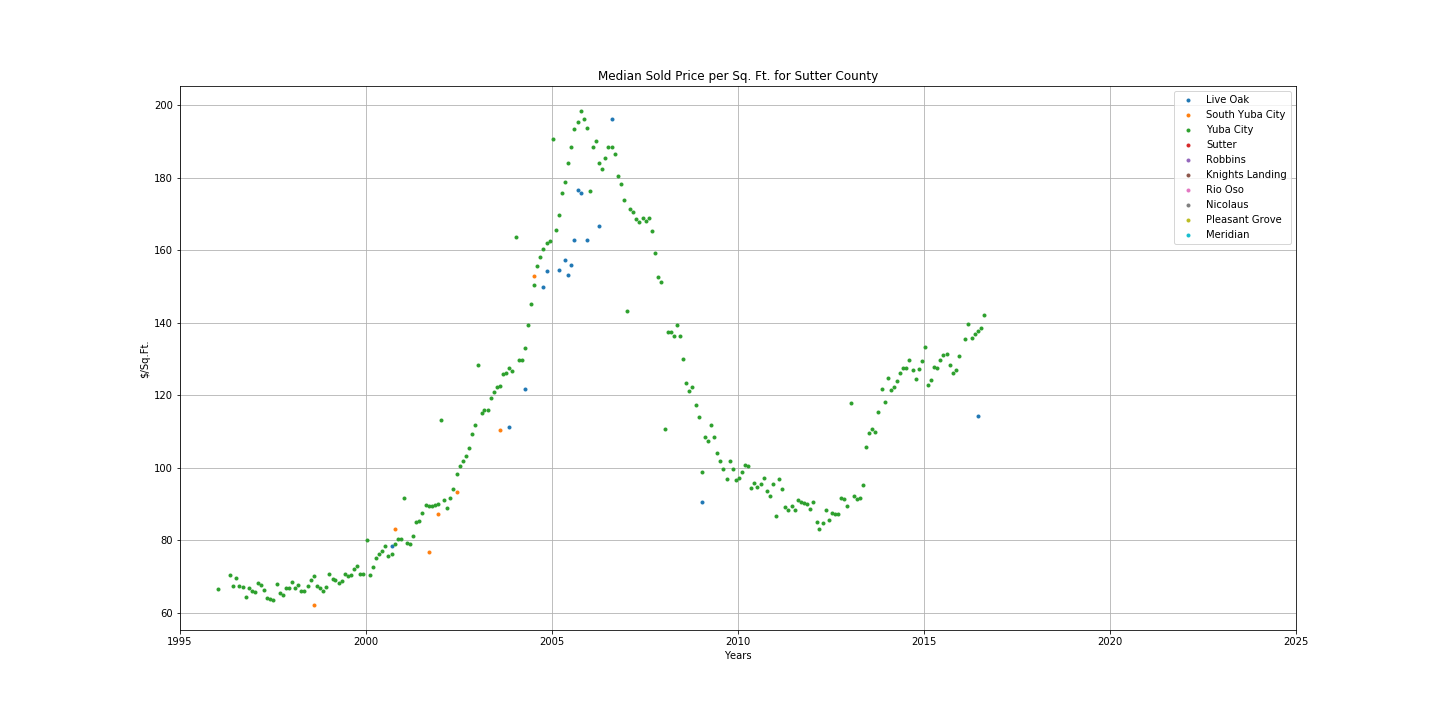 Median Sold Price per Sq. Ft. for Sutter County
200
180
160
140
120
100
80
60
$/Sq.Ft.
Live Oak
South Yuba City
Yuba City
Sutter
Robbins
Knights Landing
Rio Oso
Nicolaus
Pleasant Grove
Meridian
1995
2000
2005
2010
2015
2020
2025
Years